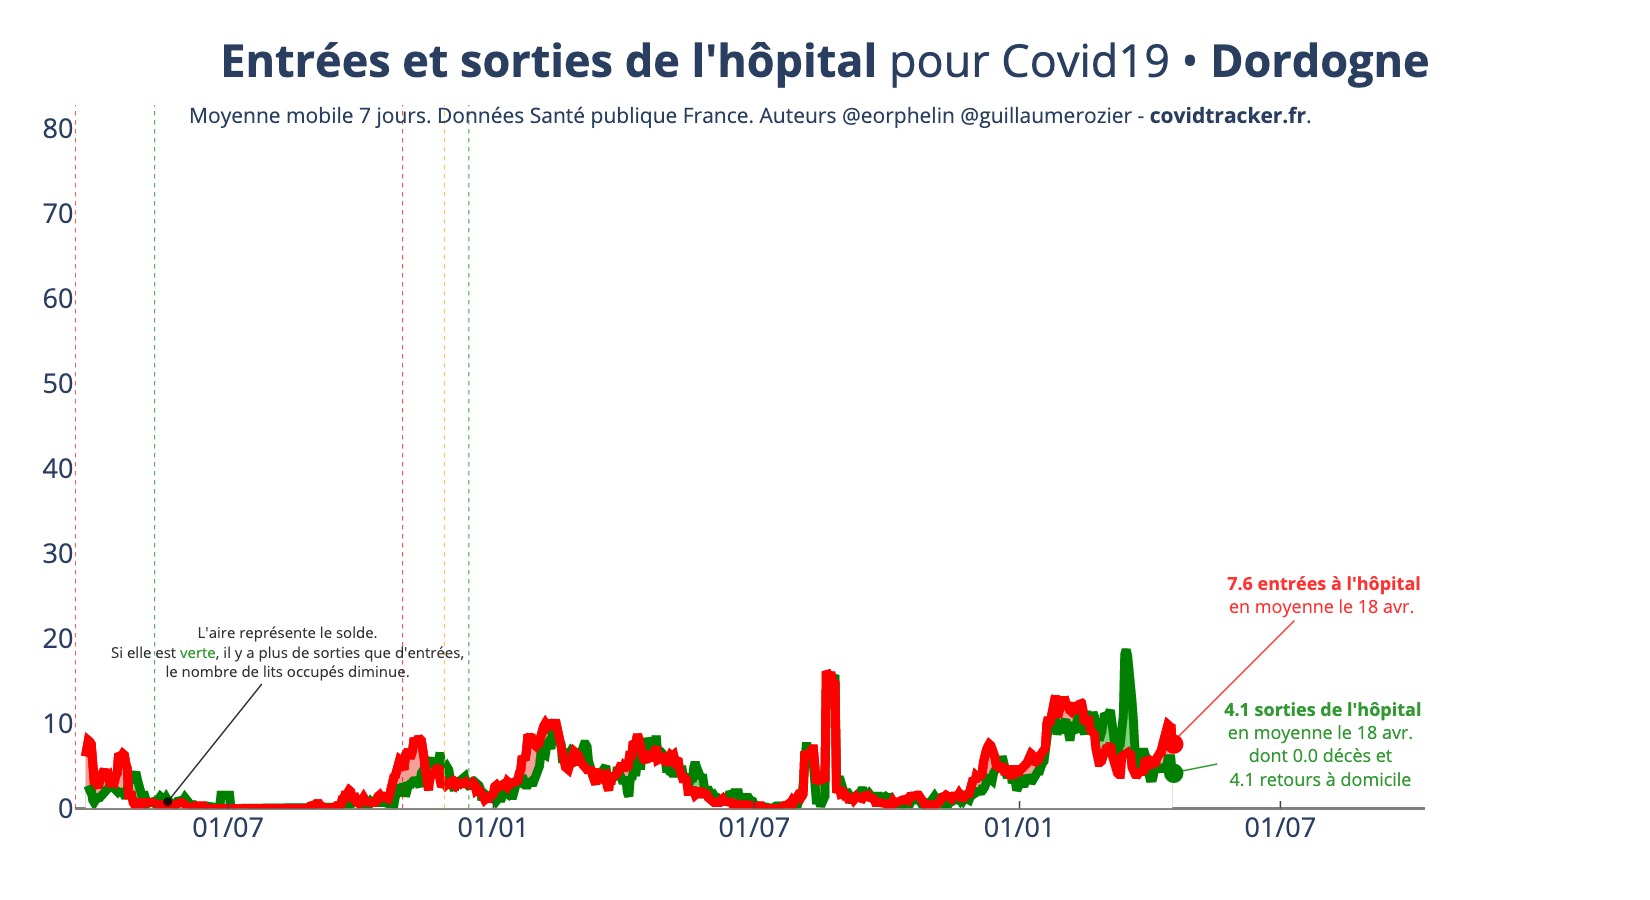 Entrées et sorties de l'hôpital pour Covid19 • Dordogne
Moyenne mobile 7 jours. Données Santé publique France. Auteurs @eorphelin @guillaumerozier - covidtracker.fr.
80
70
60
50
40
30
20
10
0
L'aire représente le solde.
Si elle est verte, il y a plus de sorties que d'entrées,
le nombre de lits occupés diminue.
7.6 entrées à l'hôpital
en moyenne le 18 avr.
4.1 sorties de l'hôpital
en moyenne le 18 avr.
dont 0.0 décès et
4.1 retours à domicile
01/07
01/01
01/07
01/01
01/07